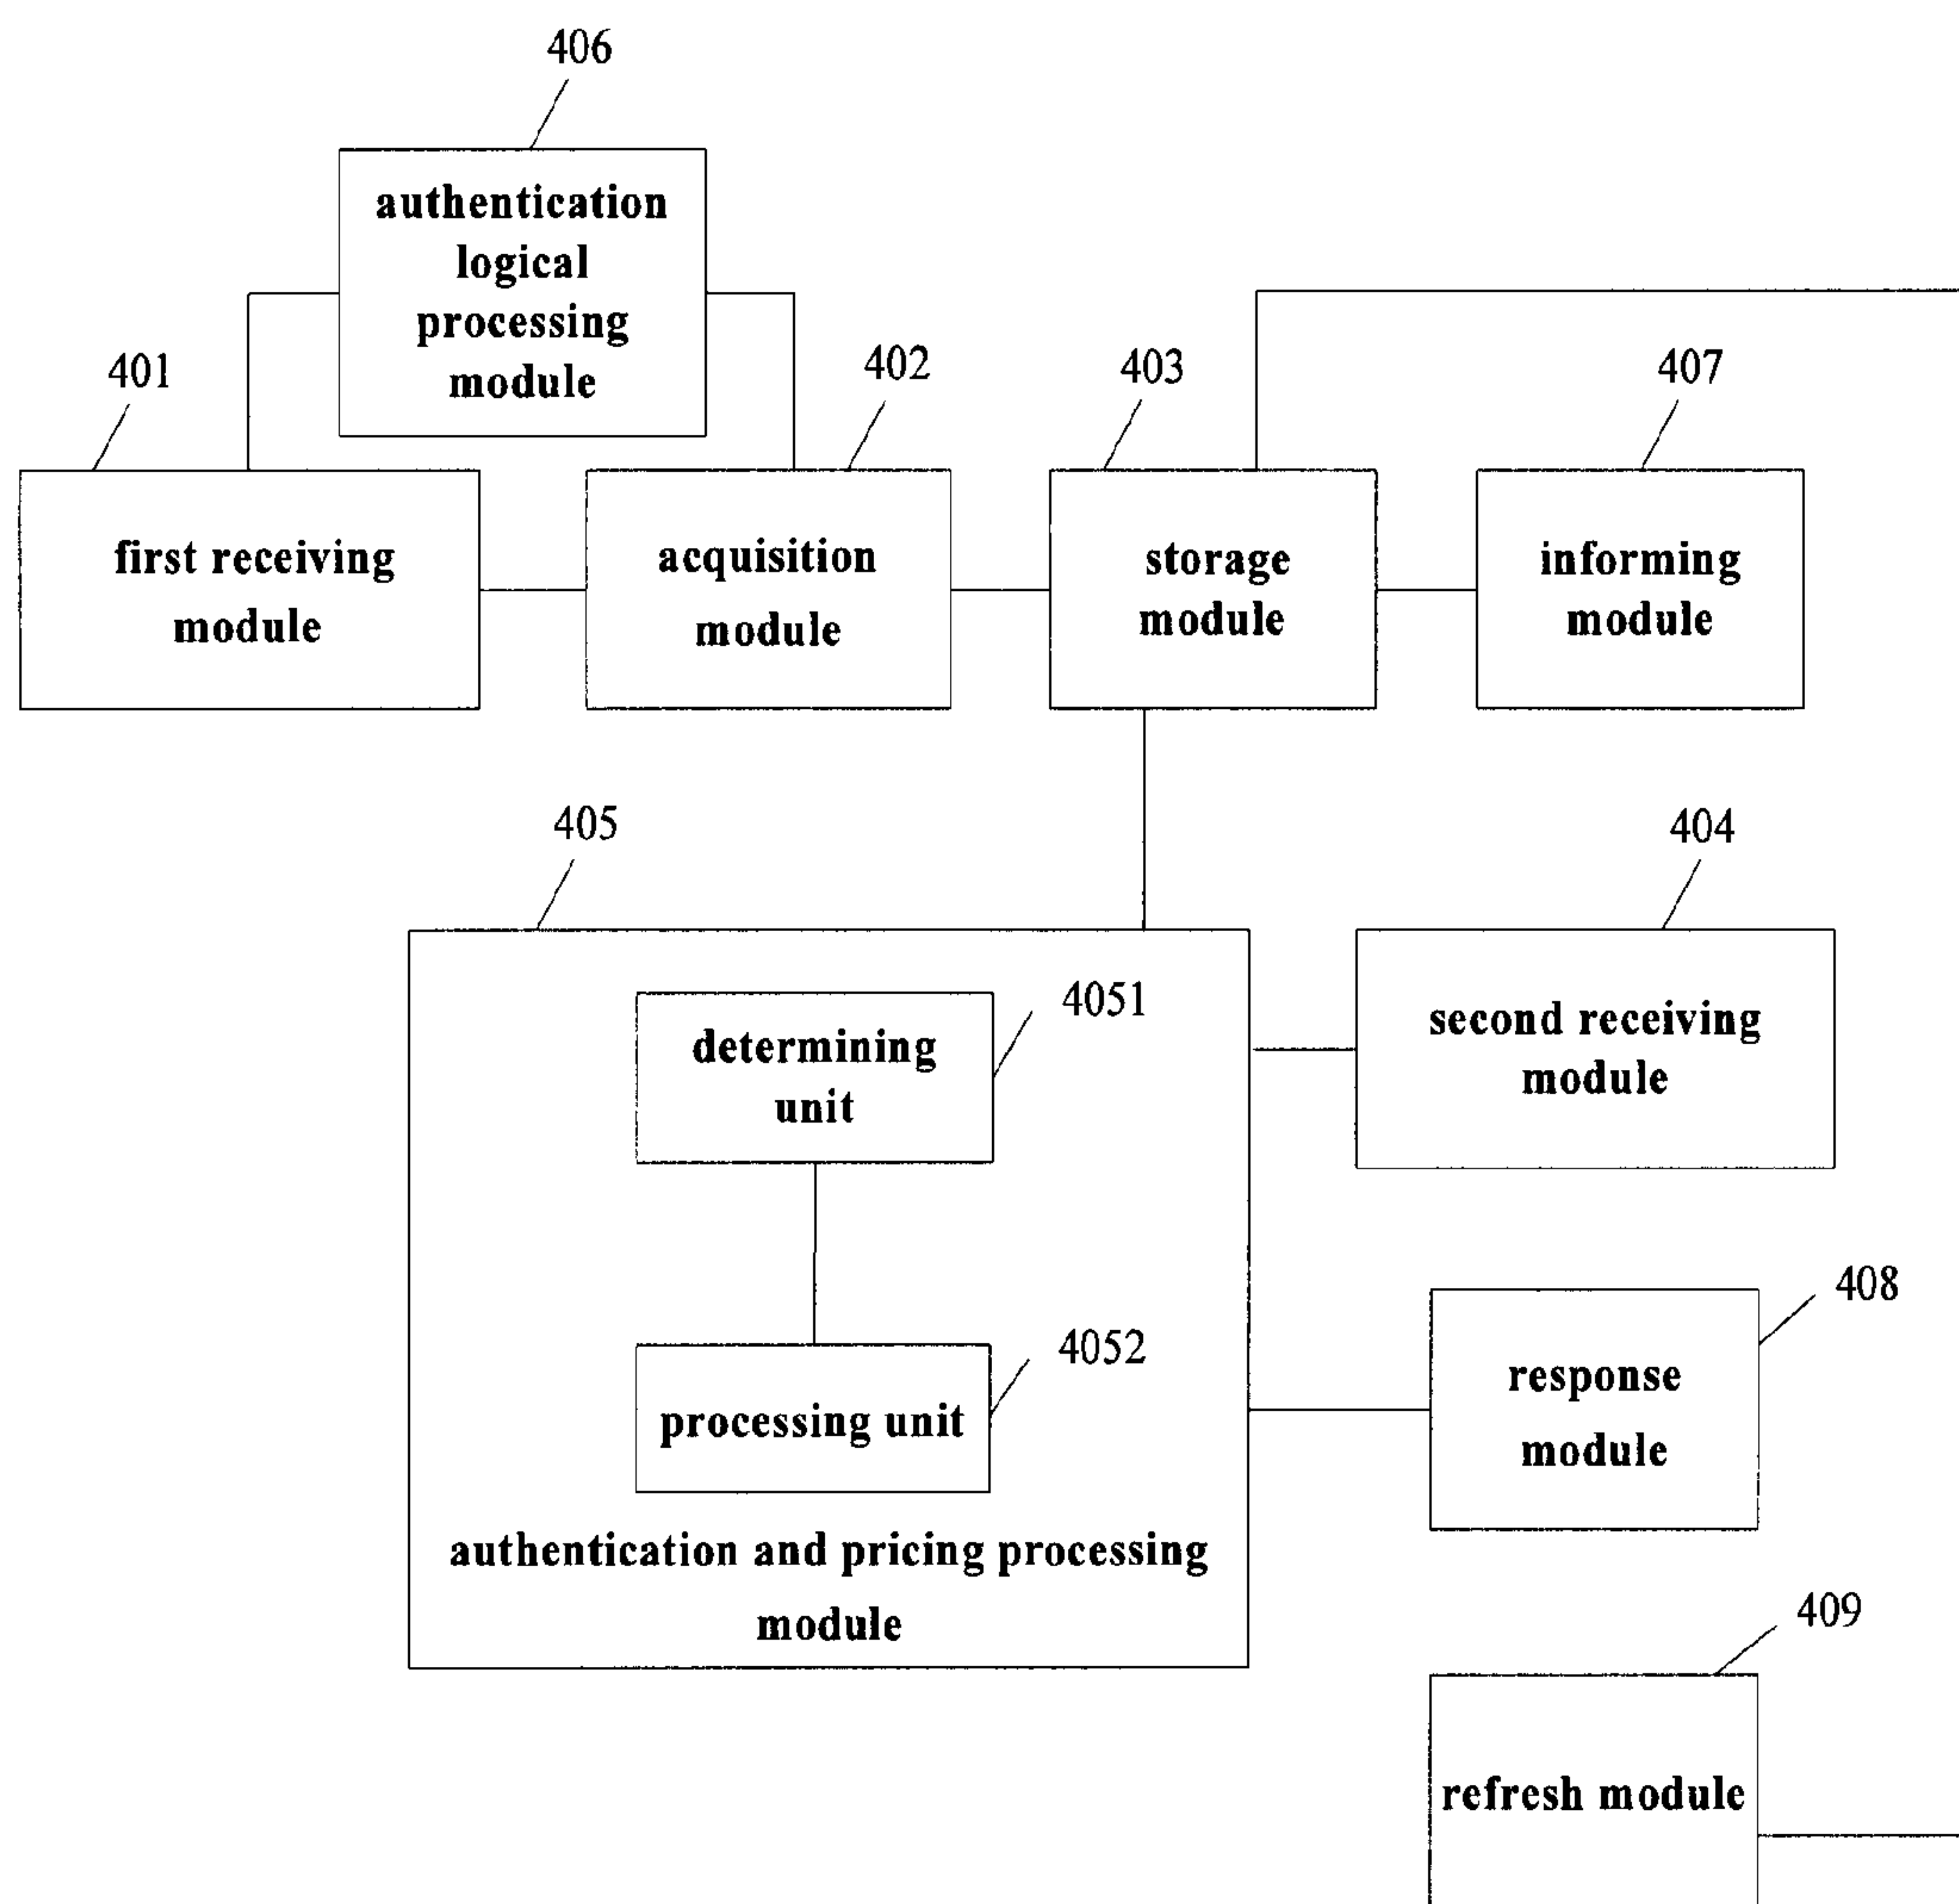 406
authentication
logical
processing
module
401
402
403
407
first receiving
module
acquisition
module
storage
module
informing
module
405
404
4051
determining
unit
second receiving
module
408
4052
processing unit
response
module
authentication and pricing processing
module
409
refresh module